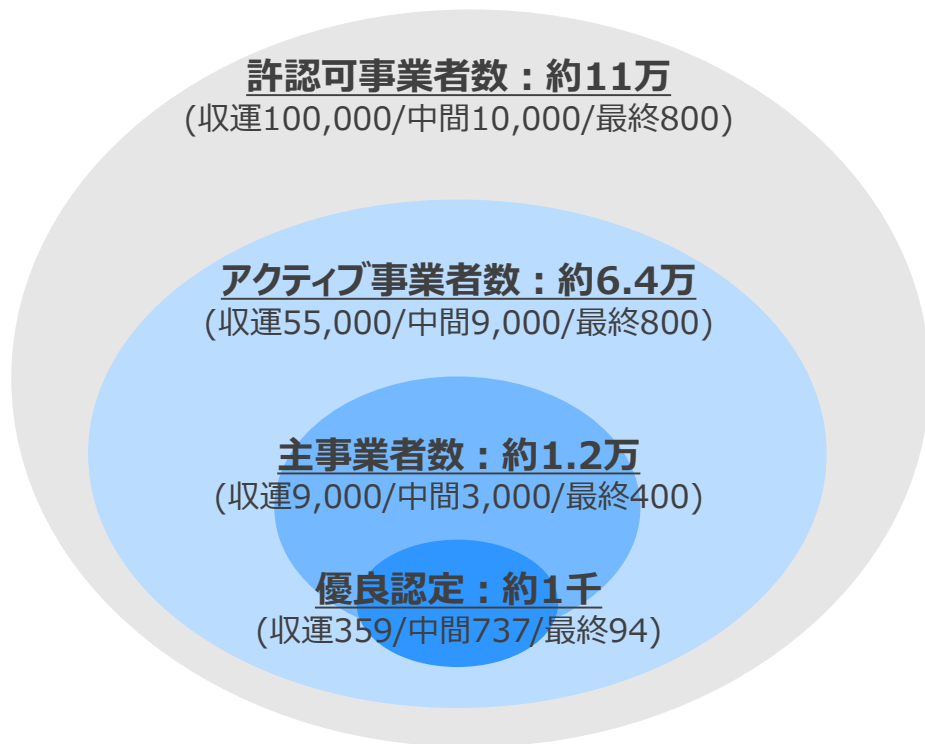 許認可事業者数：約11万
(収運100,000/中間10,000/最終800)
アクティブ事業者数：約6.4万
(収運55,000/中間9,000/最終800)
主事業者数：約1.2万
(収運9,000/中間3,000/最終400)
優良認定：約1千
(収運359/中間737/最終94)